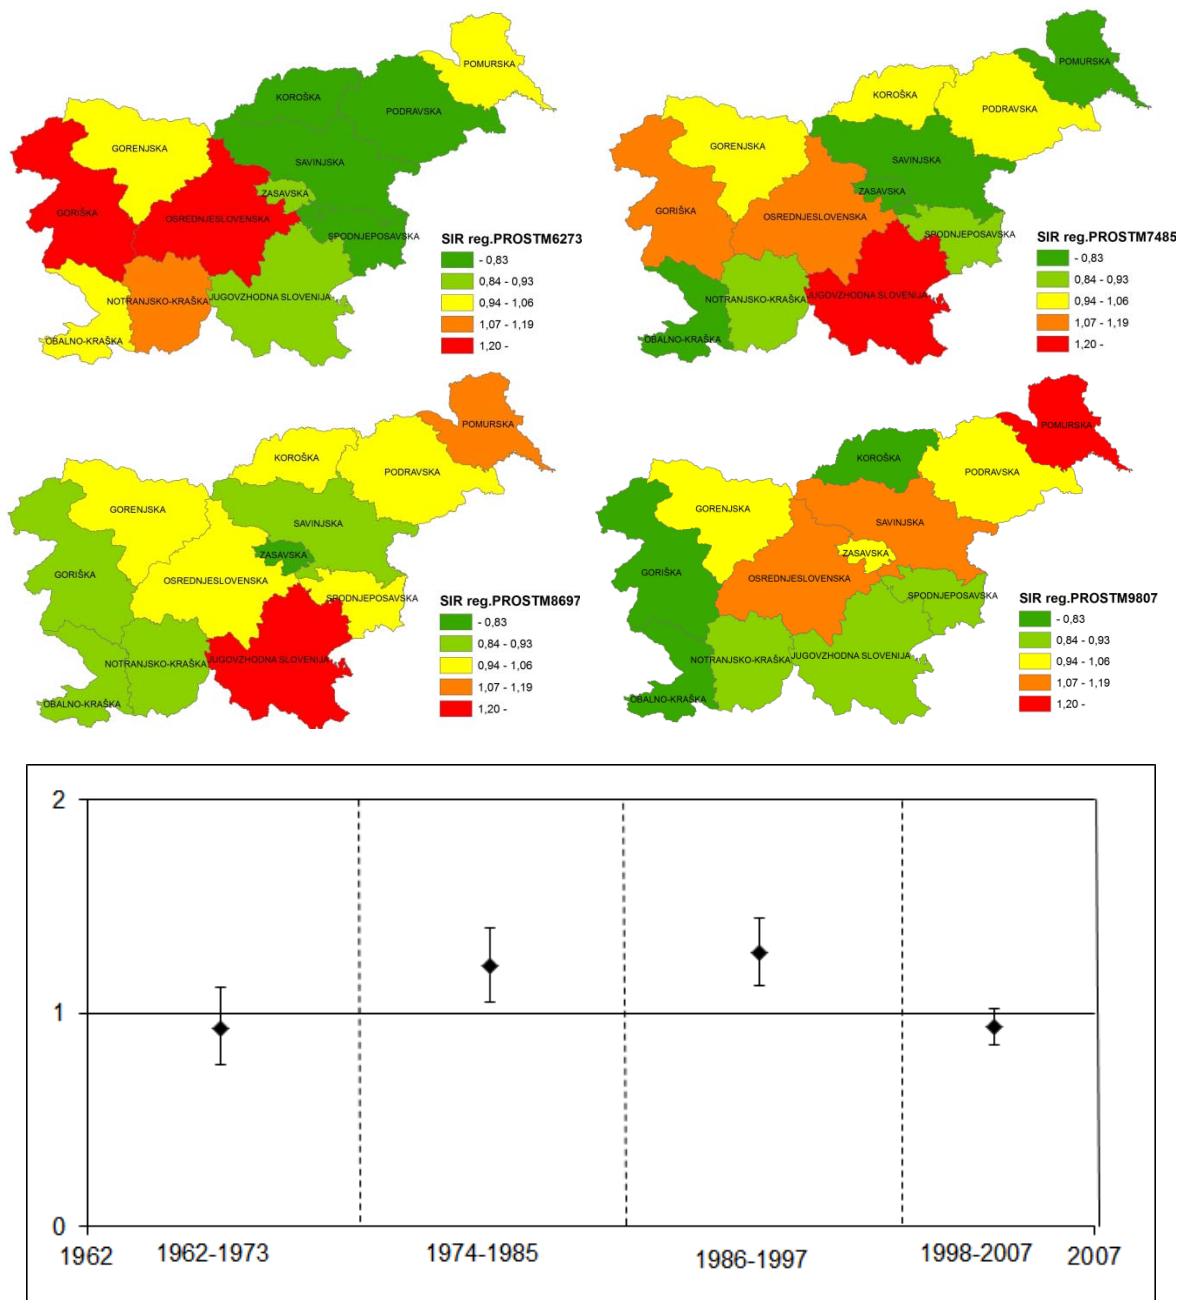 POMURSKA
KOROŠKA
PODRAVSKA
GORENJSKA
SAVINJSKA
ZASAVSKA
GORIŠKA
OSREDNJESLOVENSKA
SPODNJEPOSAVSKA
NOTRANJSKO-KRAŠKA
JUGOVZHODNA SLOVENIJA
OBALNO-KRAŠKA
SIR reg.PROSTM6273
- 0,83
0,84 - 0,93
0,94 - 1,06
1,07 - 1,19
1,20 -
POMURSKA
KOROŠKA
PODRAVSKA
GORENJSKA
SAVINJSKA
ZASAVSKA
GORIŠKA
OSREDNJESLOVENSKA
SPODNJEPOSAVSKA
NOTRANJSKO-KRAŠKA
JUGOVZHODNA SLOVENIJA
OBALNO-KRAŠKA
SIR reg.PROSTM7485
- 0,83
0,84 - 0,93
0,94 - 1,06
1,07 - 1,19
1,20 -
POMURSKA
KOROŠKA
PODRAVSKA
GORENJSKA
SAVINJSKA
ZASAVSKA
GORIŠKA
OSREDNJESLOVENSKA
SPODNJEPOSAVSKA
NOTRANJSKO-KRAŠKA
JUGOVZHODNA SLOVENIJA
OBALNO-KRAŠKA
SIR reg.PROSTM8697
- 0,83
0,84 - 0,93
0,94 - 1,06
1,07 - 1,19
1,20 -
POMURSKA
KOROŠKA
PODRAVSKA
GORENJSKA
SAVINJSKA
ZASAVSKA
GORIŠKA
OSREDNJESLOVENSKA
SPODNJEPOSAVSKA
NOTRANJSKO-KRAŠKA
JUGOVZHODNA SLOVENIJA
OBALNO-KRAŠKA
SIR reg.PROSTM9807
- 0,83
0,84 - 0,93
0,94 - 1,06
1,07 - 1,19
1,20 -
2
1
0
1962 1962-1973 1974-1985 1986-1997 1998-2007 2007